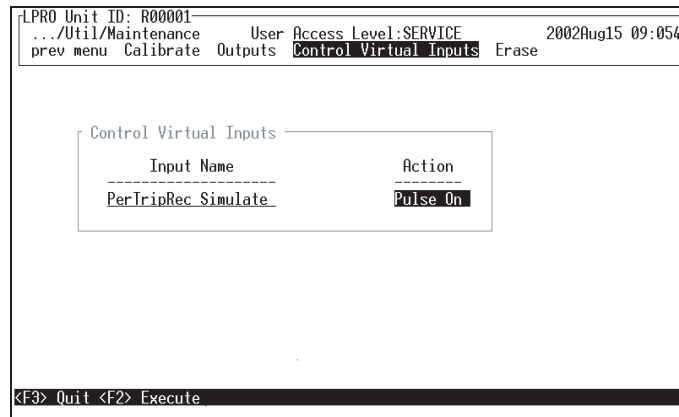 LPRO Unit ID: R00001
.../Util/Maintenance User Access Level:SERVICE 2002Aug15 09:054
prev menu Calibrate Outputs Control Virtual Inputs Erase
Control Virtual Inputs
Input Name Action
-------------------- --------
PerTripRec Simulate Pulse On
<F3> Quit <F2> Execute